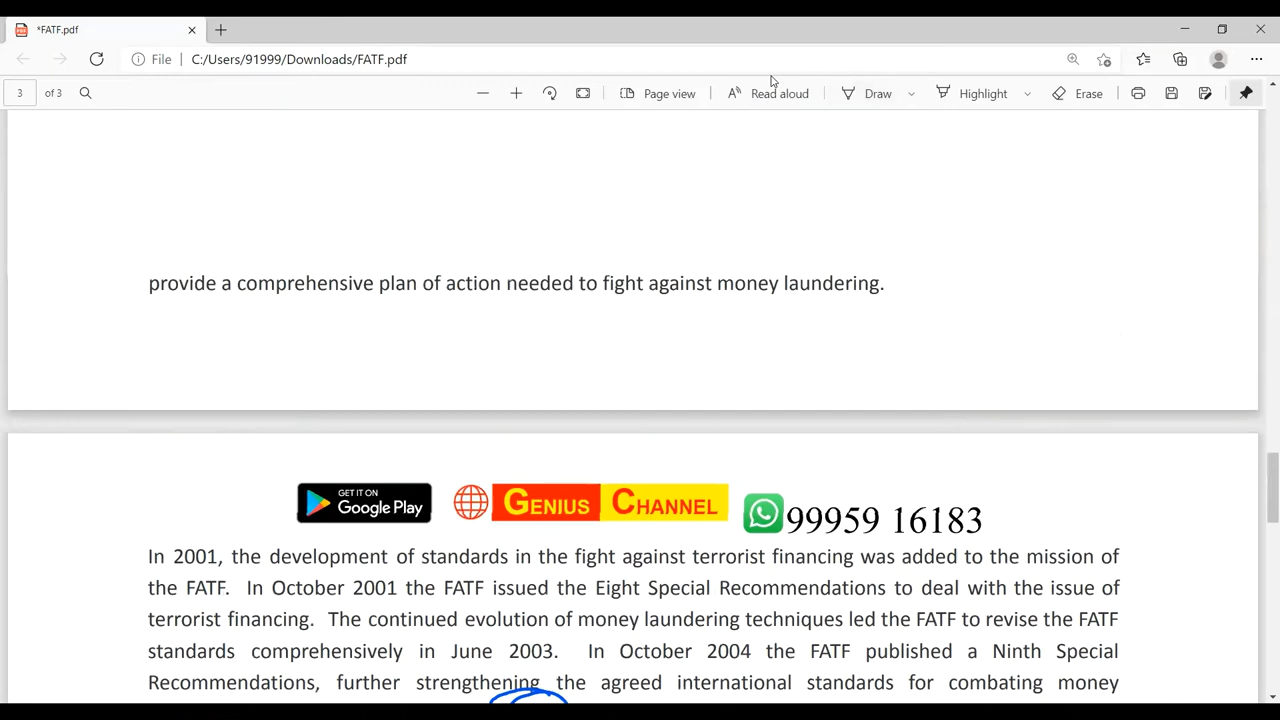 *FATF.pdf
File | C:/Users/91999/Downloads/FATF.pdf
3 of 3 Page view Read aloud Draw Highlight Erase
provide a comprehensive plan of action needed to fight against money laundering.
GET IT ON Google Play GENIUS CHANNEL 99959 16183
In 2001, the development of standards in the fight against terrorist financing was added to the mission of
the FATF. In October 2001 the FATF issued the Eight Special Recommendations to deal with the issue of
terrorist financing. The continued evolution of money laundering techniques led the FATF to revise the FATF
standards comprehensively in June 2003. In October 2004 the FATF published a Ninth Special
Recommendations, further strengthening the agreed international standards for combating money